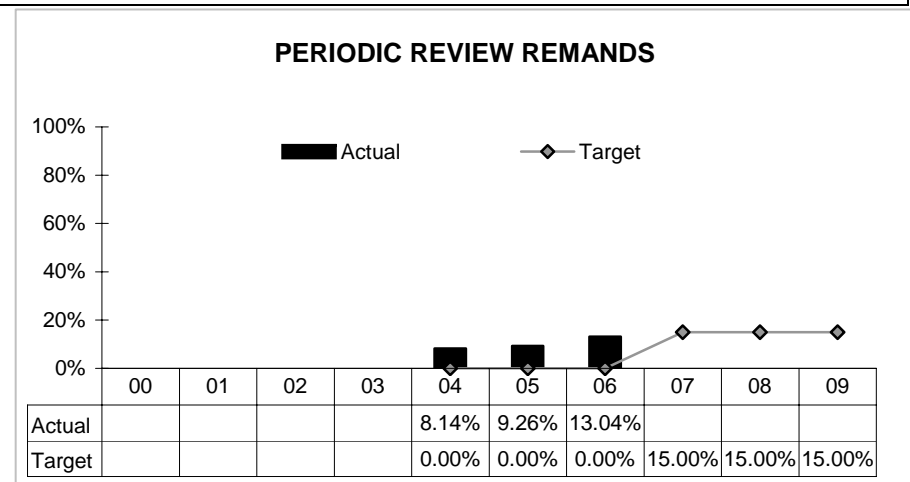 PERIODIC REVIEW REMANDS
Actual
Target
100%
80%
60%
40%
20%
0%
00 01 02 03 04 05 06 07 08 09
Actual 8.14% 9.26% 13.04%
Target 0.00% 0.00% 0.00% 15.00% 15.00% 15.00%